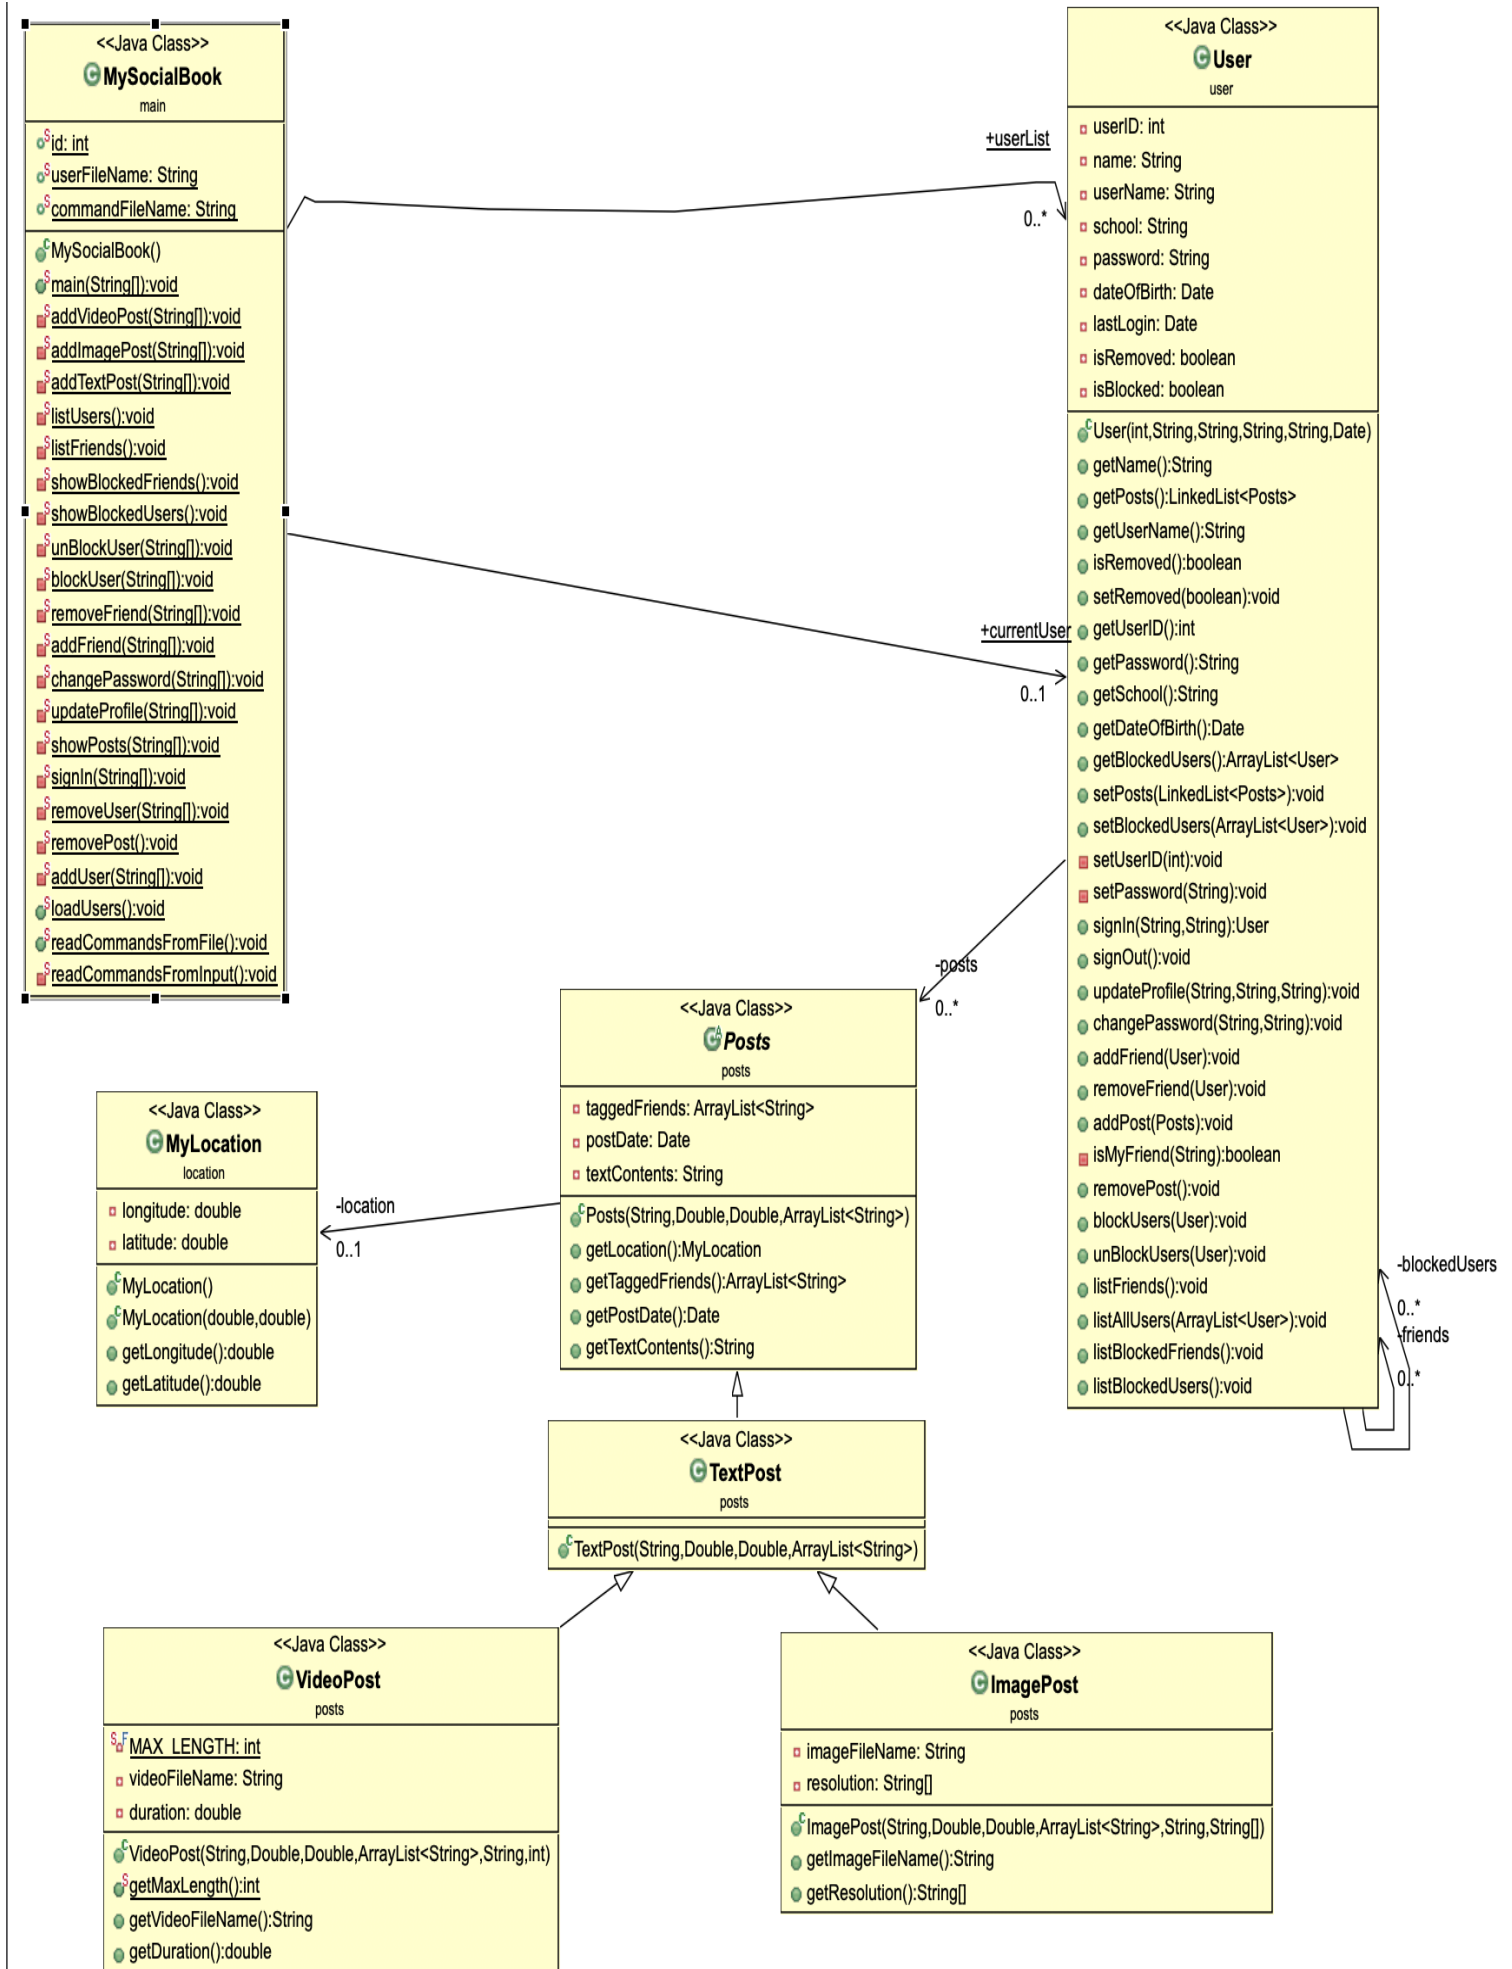 <<Java Class>>
MySocialBook
main
id: int
userFileName: String
commandFileName: String
MySocialBook()
main(String[]):void
addVideoPost(String[]):void
addImagePost(String[]):void
addTextPost(String[]):void
listUsers():void
listFriends():void
showBlockedFriends():void
showBlockedUsers():void
unBlockUser(String[]):void
blockUser(String[]):void
removeFriend(String[]):void
addFriend(String[]):void
changePassword(String[]):void
updateProfile(String[]):void
showPosts(String[]):void
signIn(String[]):void
removeUser(String[]):void
removePost():void
addUser(String[]):void
loadUsers():void
readCommandsFromFile():void
readCommandsFromInput():void
+userList
0..*
+currentUser
0..1
<<Java Class>>
User
user
userID: int
name: String
userName: String
school: String
password: String
dateOfBirth: Date
lastLogin: Date
isRemoved: boolean
isBlocked: boolean
User(int,String,String,String,String,Date)
getName():String
getPosts():LinkedList<Posts>
getUserName():String
isRemoved():boolean
setRemoved(boolean):void
getUserID():int
getPassword():String
getSchool():String
getDateOfBirth():Date
getBlockedUsers():ArrayList<User>
setPosts(LinkedList<Posts>):void
setBlockedUsers(ArrayList<User>):void
setUserID(int):void
setPassword(String):void
signIn(String,String):User
signOut():void
updateProfile(String,String,String):void
changePassword(String,String):void
addFriend(User):void
removeFriend(User):void
addPost(Posts):void
isMyFriend(String):boolean
removePost():void
blockUsers(User):void
unBlockUsers(User):void
listFriends():void
listAllUsers(ArrayList<User>):void
listBlockedFriends():void
listBlockedUsers():void
-blockedUsers
0..*
-friends
0..*
-posts
0..*
<<Java Class>>
Posts
posts
taggedFriends: ArrayList<String>
postDate: Date
textContents: String
Posts(String,Double,Double,ArrayList<String>)
getLocation():MyLocation
getTaggedFriends():ArrayList<String>
getPostDate():Date
getTextContents():String
-location
0..1
<<Java Class>>
MyLocation
location
longitude: double
latitude: double
MyLocation()
MyLocation(double,double)
getLongitude():double
getLatitude():double
<<Java Class>>
TextPost
posts
TextPost(String,Double,Double,ArrayList<String>)
<<Java Class>>
VideoPost
posts
MAX_LENGTH: int
videoFileName: String
duration: double
VideoPost(String,Double,Double,ArrayList<String>,String,int)
getMaxLength():int
getVideoFileName():String
getDuration():double
<<Java Class>>
ImagePost
posts
imageFileName: String
resolution: String[]
ImagePost(String,Double,Double,ArrayList<String>,String,String[])
getImageFileName():String
getResolution():String[]